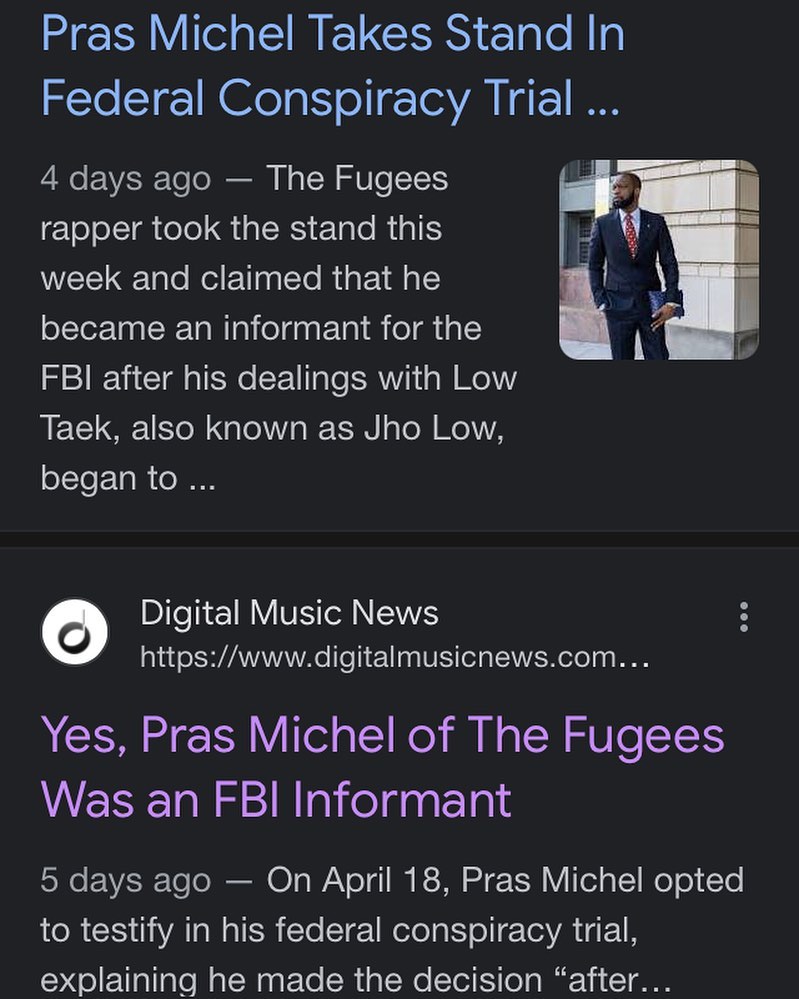 Pras Michel Takes Stand In
Federal Conspiracy Trial ...
4 days ago — The Fugees
rapper took the stand this
week and claimed that he
became an informant for the
FBI after his dealings with Low
Taek, also known as Jho Low,
began to ...
Digital Music News
https://www.digitalmusicnews.com...
Yes, Pras Michel of The Fugees
Was an FBI Informant
5 days ago — On April 18, Pras Michel opted
to testify in his federal conspiracy trial,
explaining he made the decision “after...